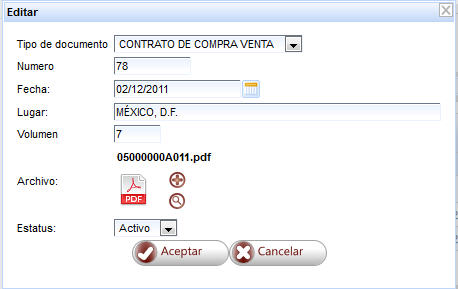 Editar
Tipo de documento CONTRATO DE COMPRA VENTA
Numero 78
Fecha: 02/12/2011
Lugar: MÉXICO, D.F.
Volumen 7
05000000A011.pdf
Archivo: PDF
Estatus: Activo
Aceptar Cancelar